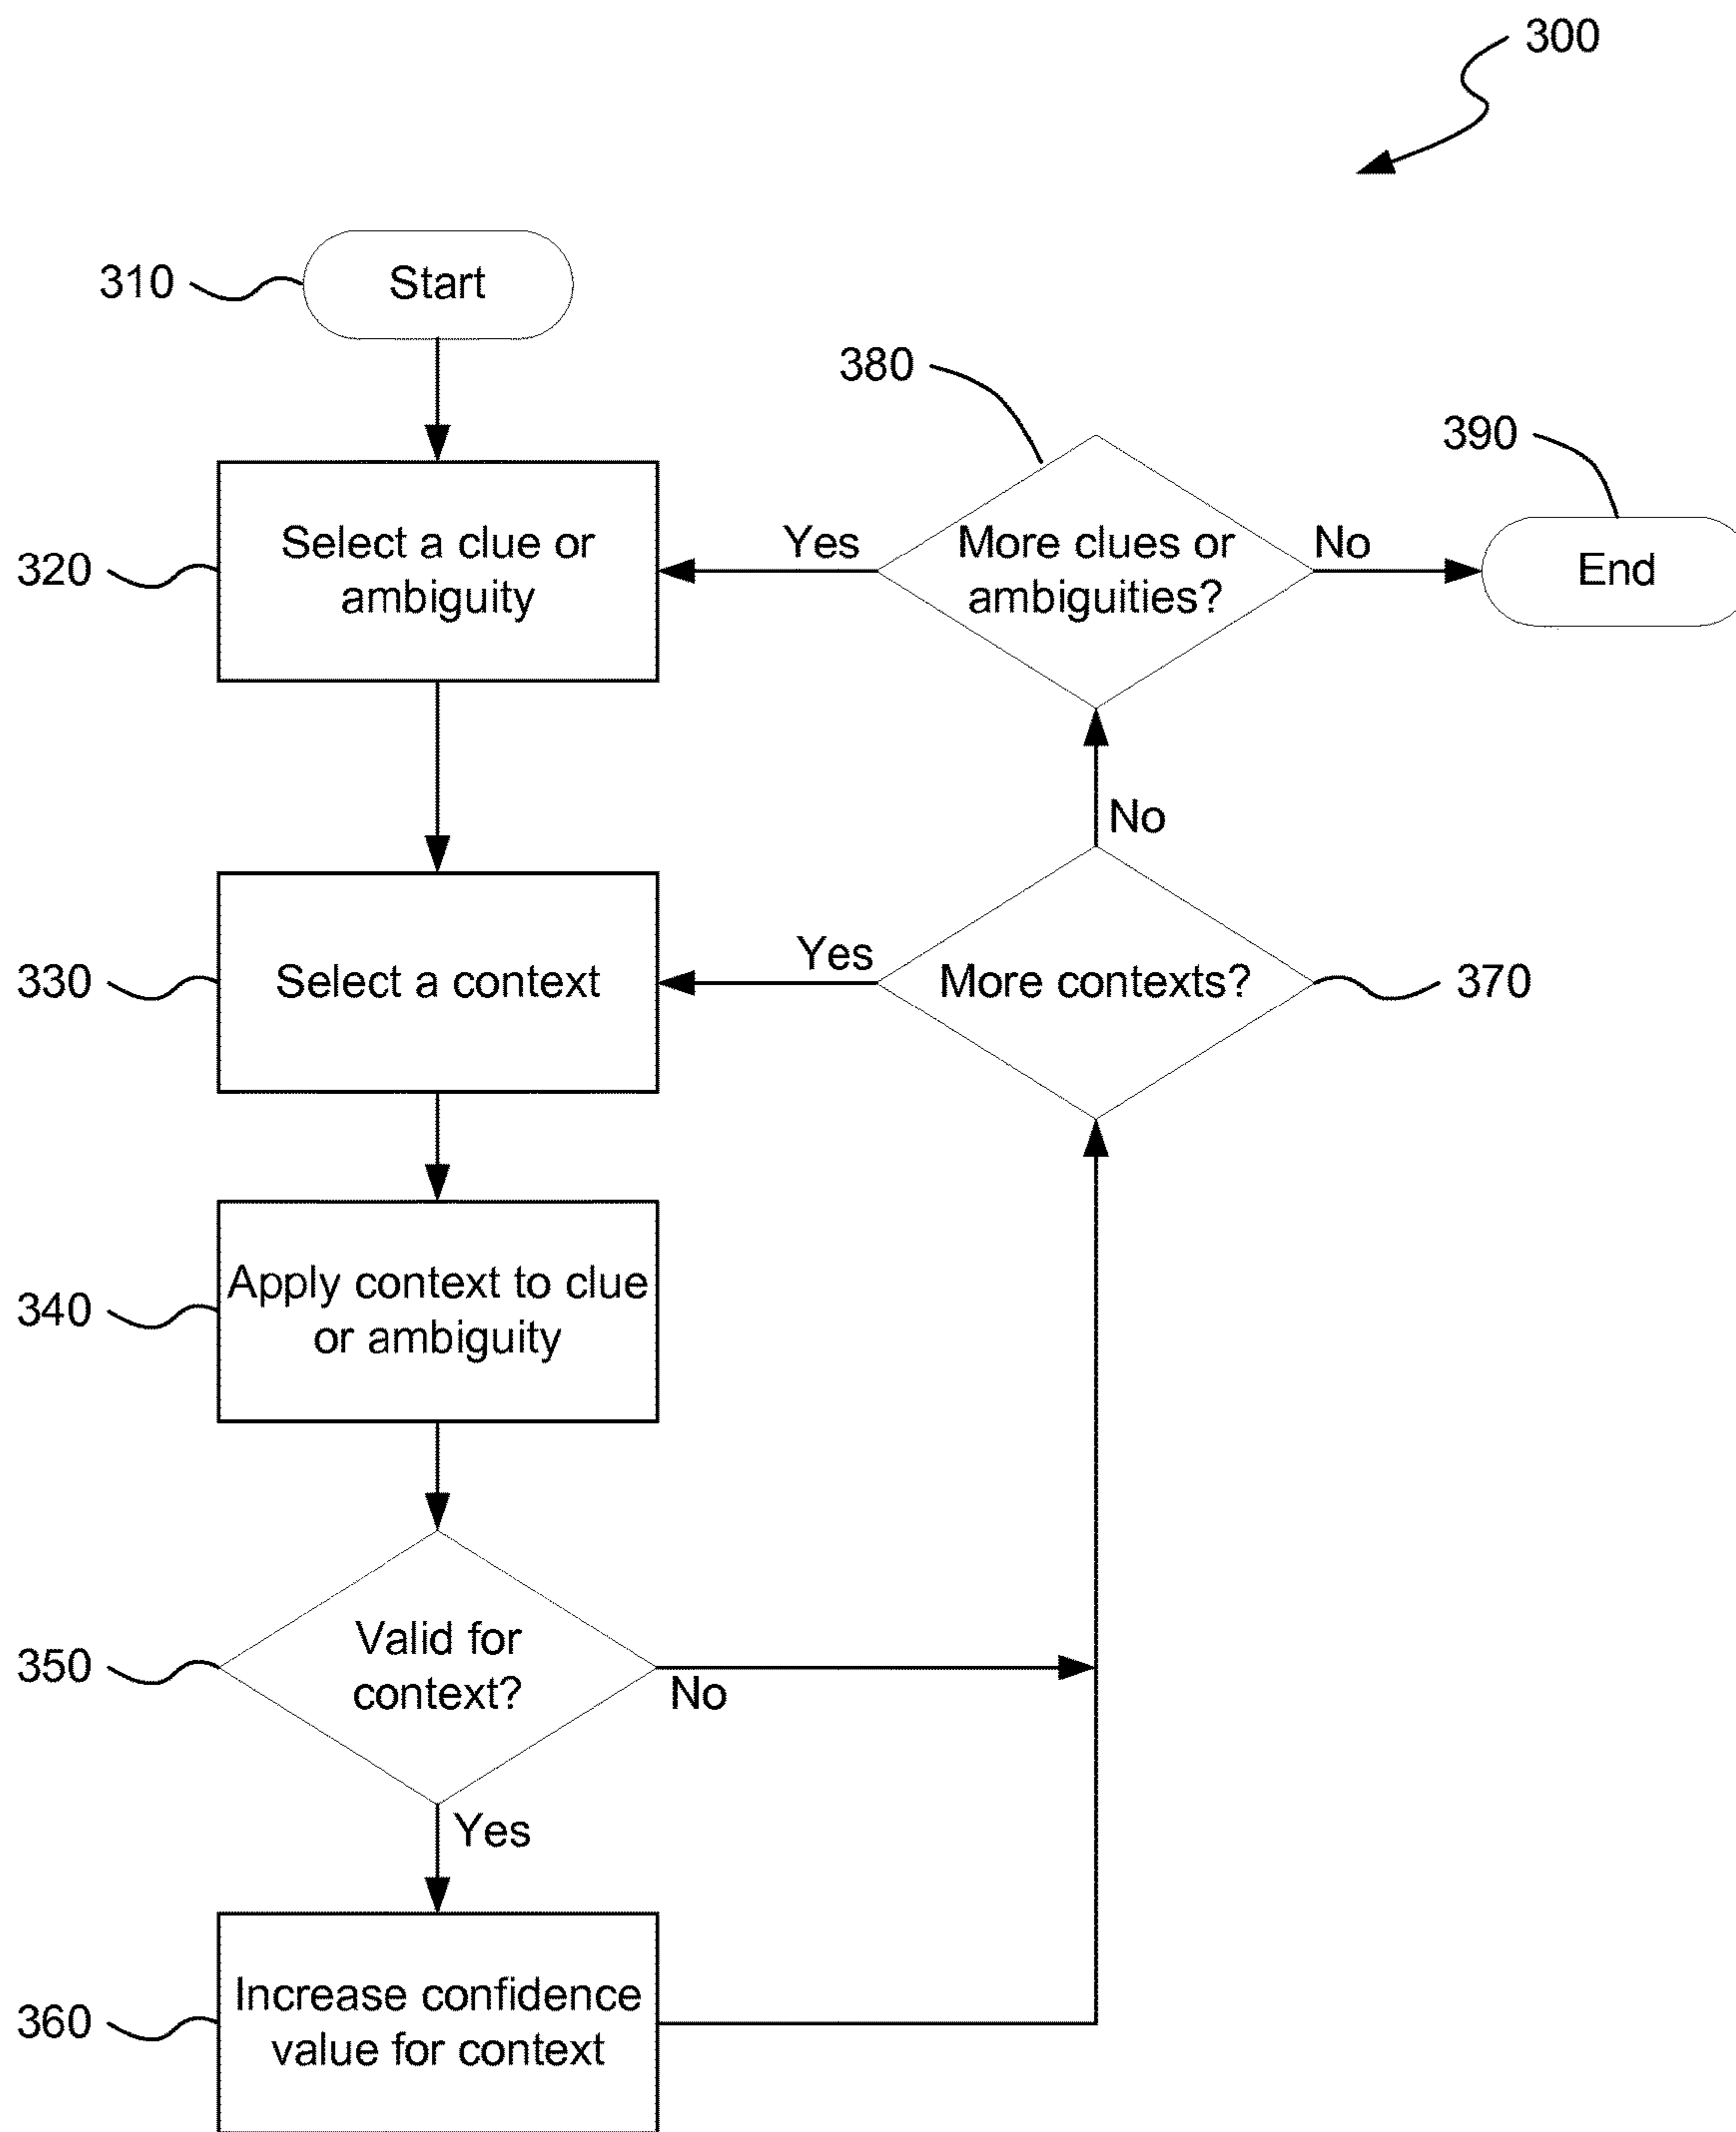 300
310
Start
380
390
320
Select a clue or
ambiguity
Yes
More clues or
ambiguities?
No
End
No
330
Select a context
Yes
More contexts?
370
340
Apply context to clue
or ambiguity
350
Valid for
context?
No
Yes
360
Increase confidence
value for context